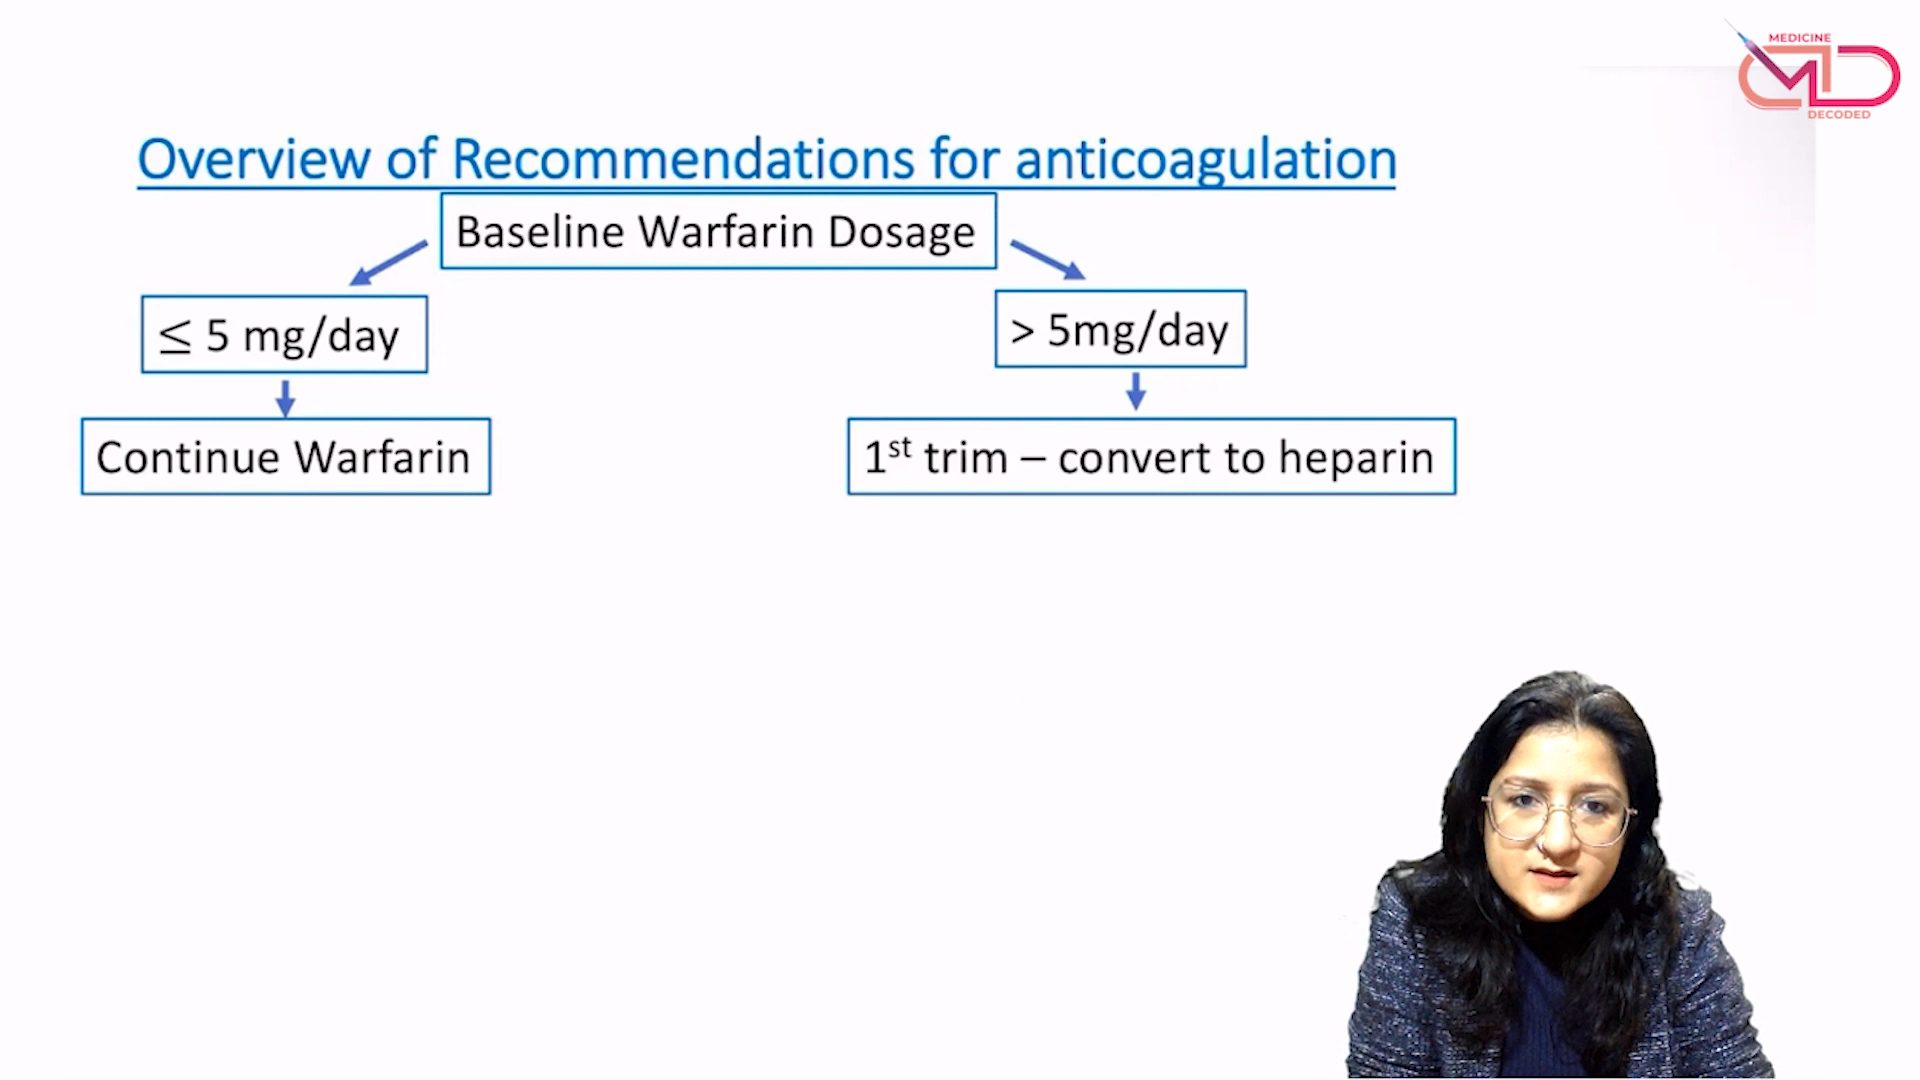 MEDICINE
DECODED
Overview of Recommendations for anticoagulation
Baseline Warfarin Dosage
≤ 5 mg/day
> 5mg/day
Continue Warfarin
1st trim – convert to heparin